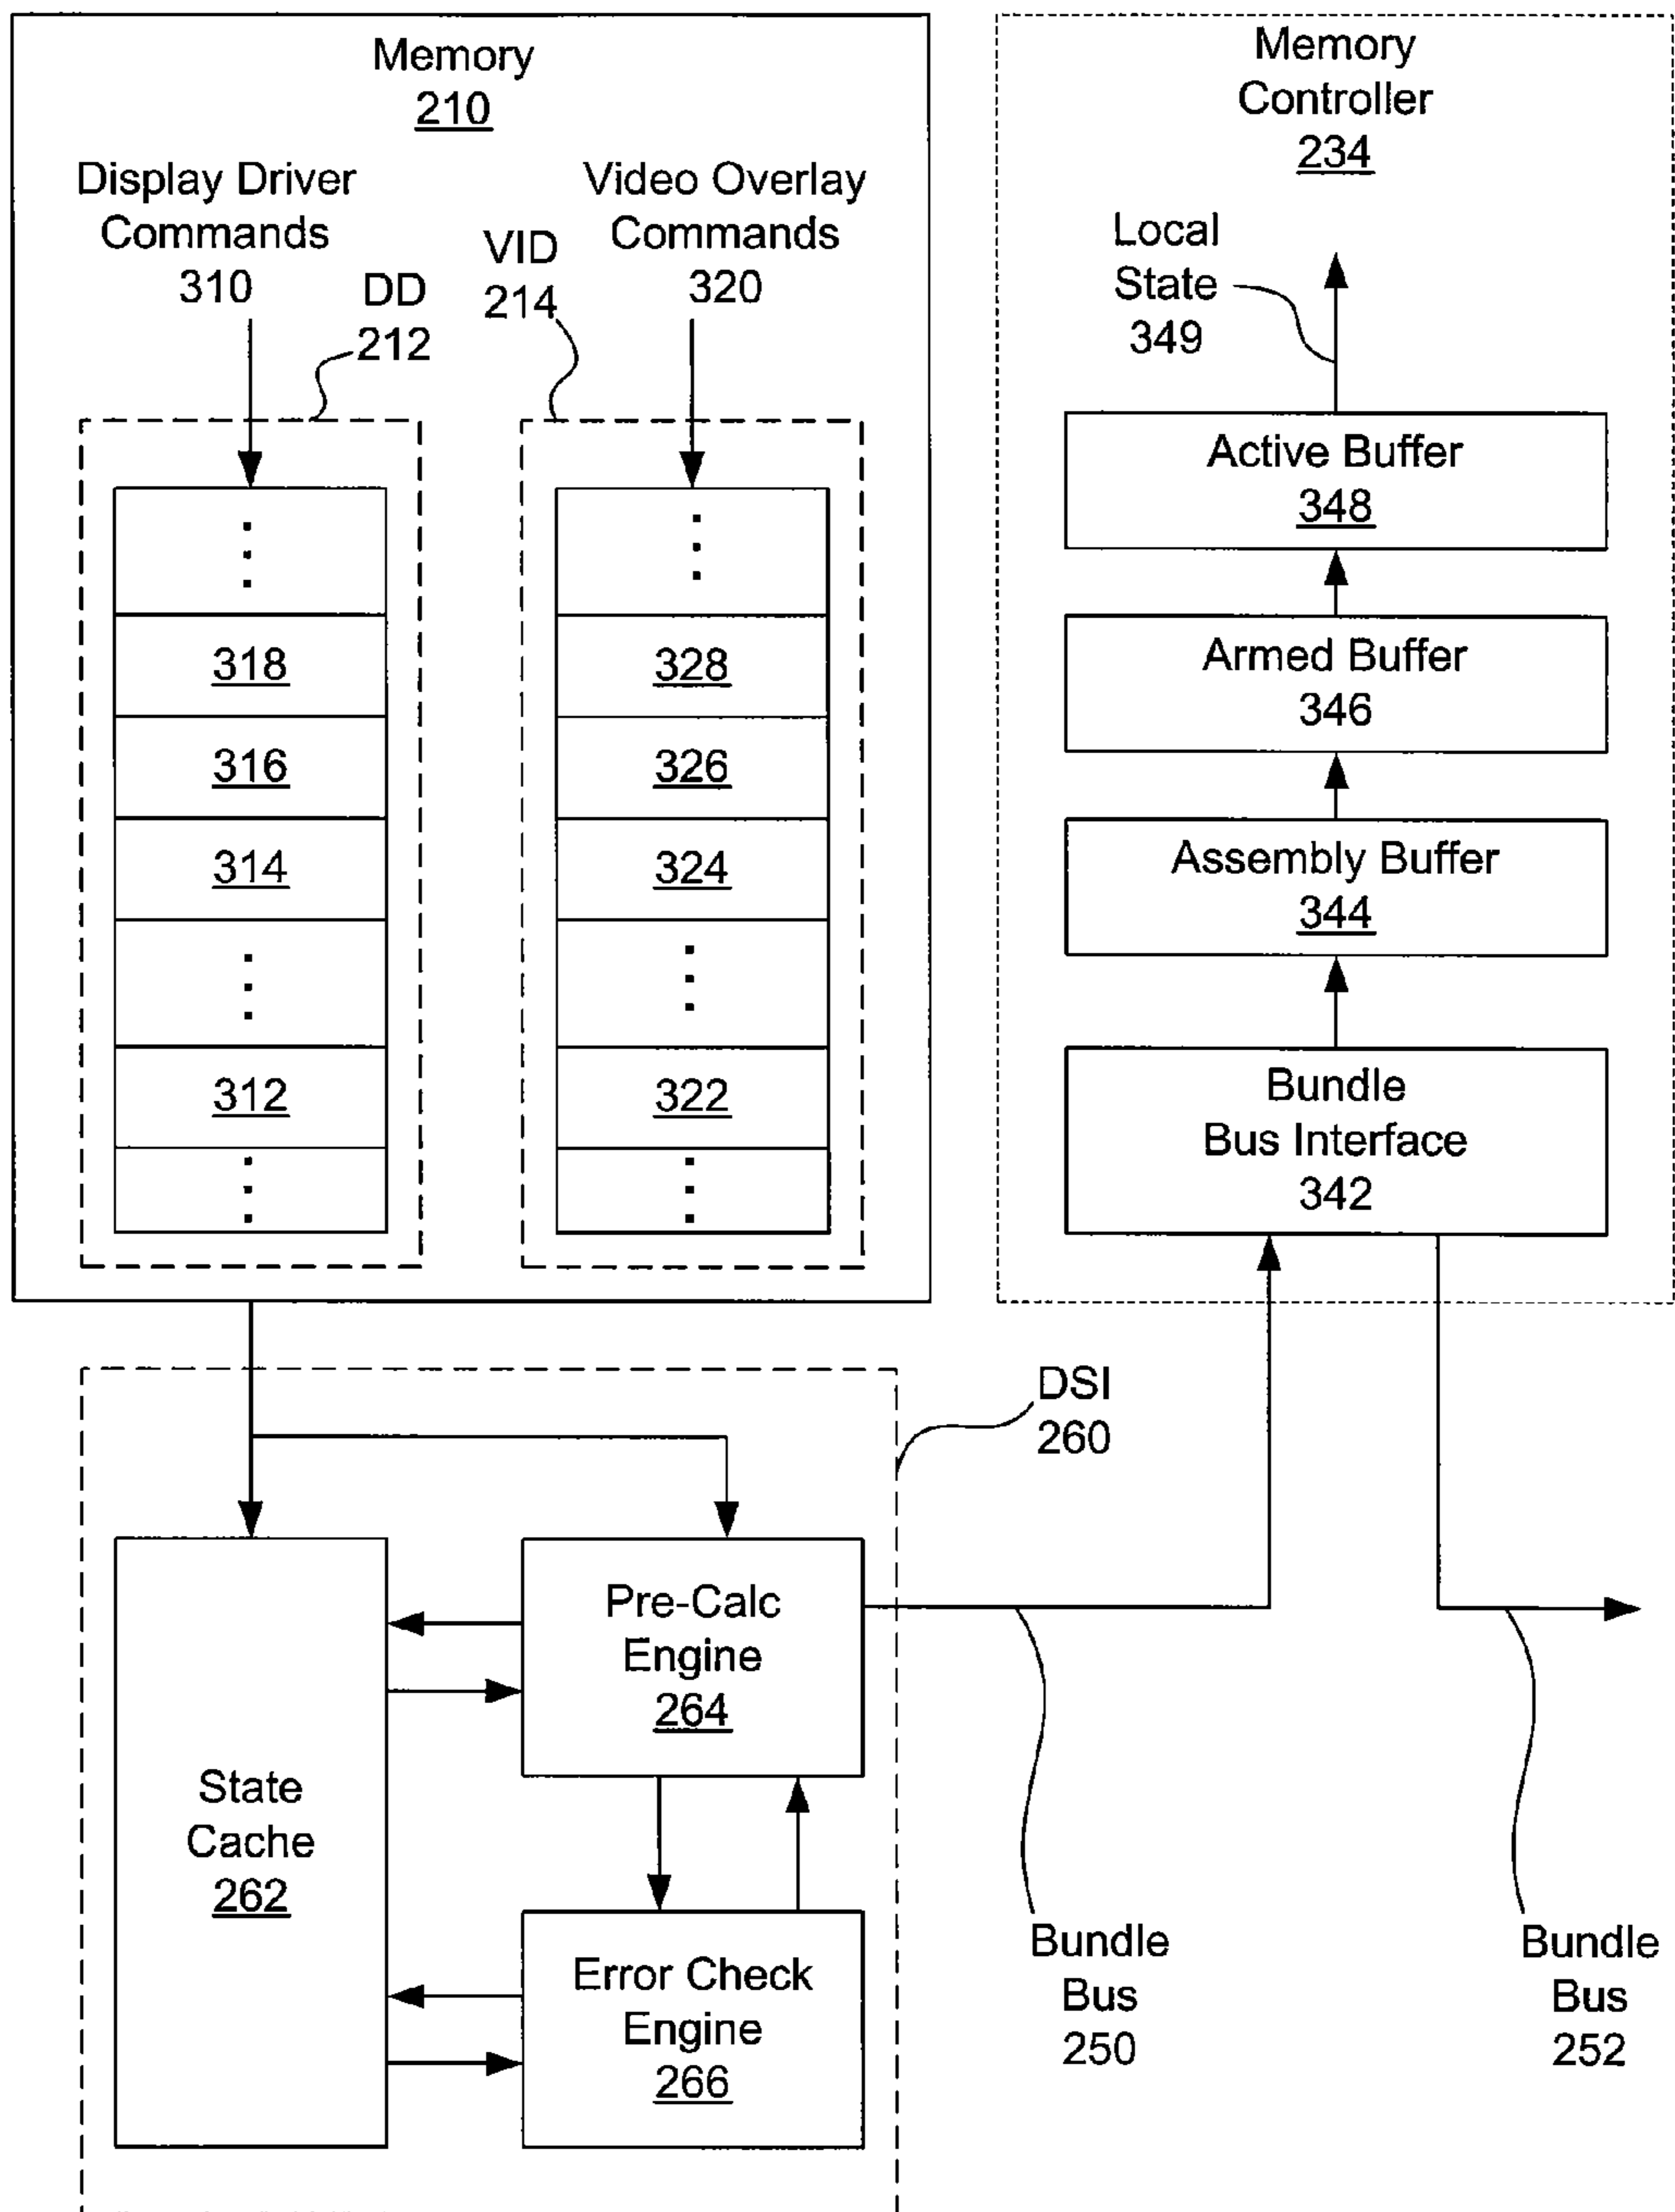 Memory
210
Display Driver
Commands
310
DD
212
VID
214
Video Overlay
Commands
320
318
316
314
312
328
326
324
322
Memory
Controller
234
Local
State
349
Active Buffer
348
Armed Buffer
346
Assembly Buffer
344
Bundle
Bus Interface
342
DSI
260
State
Cache
262
Pre-Calc
Engine
264
Error Check
Engine
266
Bundle
Bus
250
Bundle
Bus
252